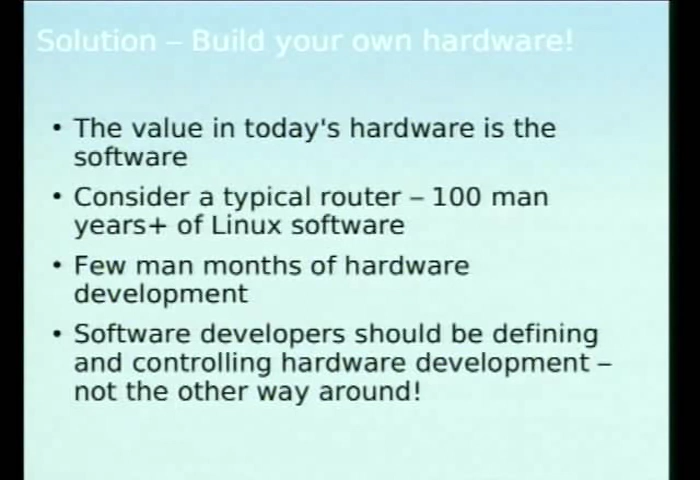 Solution – Build your own hardware!
• The value in today's hardware is the
software
• Consider a typical router – 100 man
years+ of Linux software
• Few man months of hardware
development
• Software developers should be defining
and controlling hardware development –
not the other way around!